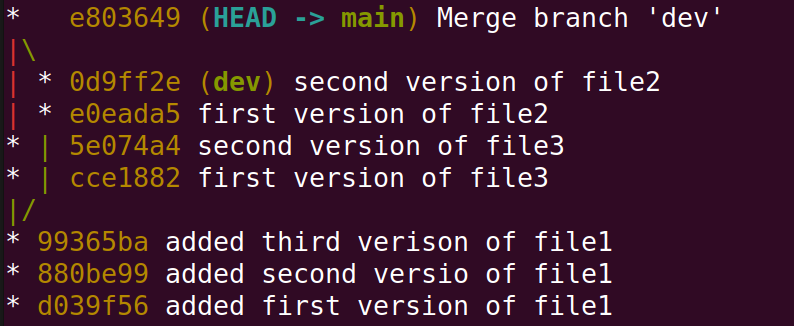 *   e803649 (HEAD -> main) Merge branch 'dev'
|\
| * 0d9ff2e (dev) second version of file2
| * e0eada5 first version of file2
* | 5e074a4 second version of file3
* | cce1882 first version of file3
|/
* 99365ba added third verison of file1
* 880be99 added second versio of file1
* d039f56 added first version of file1